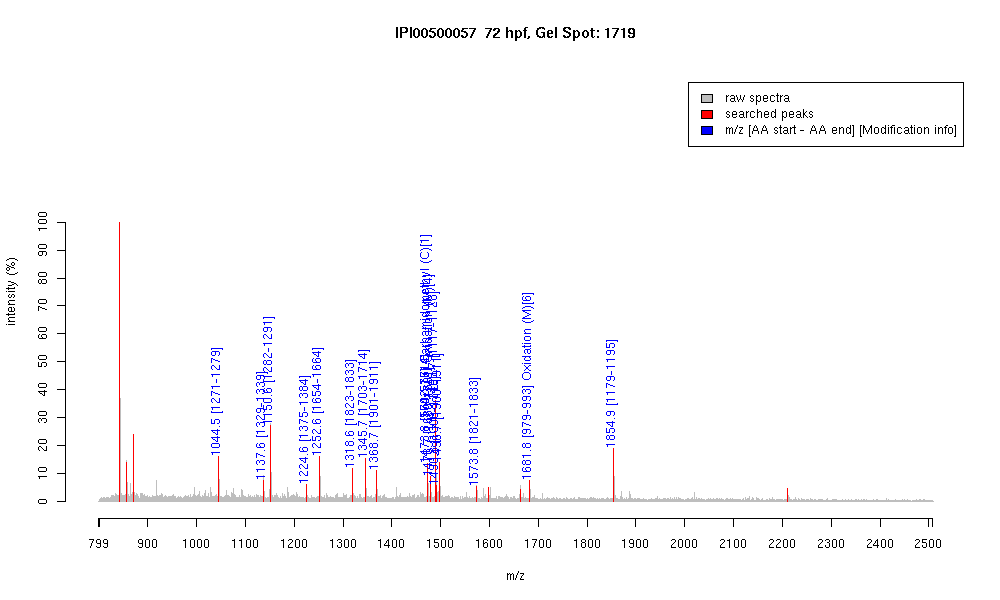 IPI00500057 72 hpf, Gel Spot: 1719
raw spectra
searched peaks
m/z [AA start - AA end] [Modification info]
intensity (%)
100
90
80
70
60
50
40
30
20
10
0
1044.5 [1271-1279]
1137.6 [1329-1339]
1150.6 [1282-1291]
1224.6 [1375-1384]
1252.6 [1654-1664]
1318.6 [1823-1833]
1345.7 [1703-1714]
1368.7 [1901-1911]
Carbamidomethyl (C)[1]
1573.8 [1821-1833]
1681.8 [979-993] Oxidation (M)[6]
1854.9 [1179-1195]
799 900 1000 1100 1200 1300 1400 1500 1600 1700 1800 1900 2000 2100 2200 2300 2400 2500
m/z